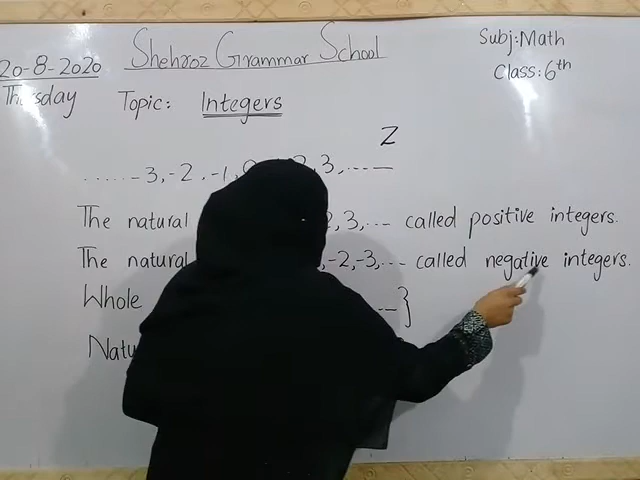 20-8-2020 Shehroz Grammar School Subj:Math
Thursday Topic: Integers Class:6th
Z
......-3,-2,-1, 3,.....
The natural 2,3,... called positive integers.
The natural ,-2,-3,... called negative integers.
Whole }